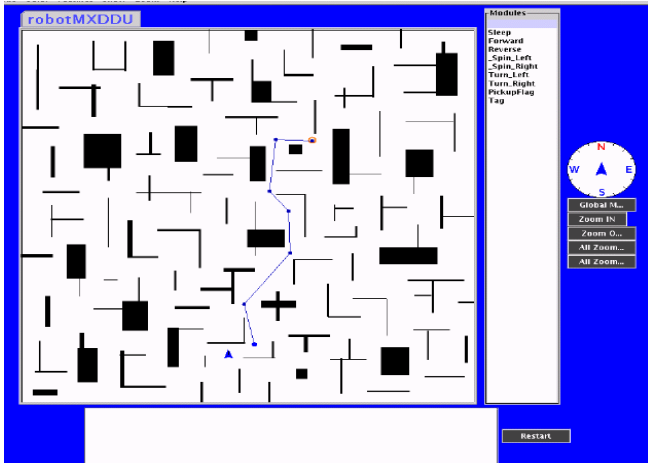 robotMXDDU
Modules
Sleep
Forward
Reverse
_Spin_Left
_Spin_Right
Turn_Left
Turn_Right
PickupFlag
Tag
N
W
E
S
Global M...
Zoom IN
Zoom O...
All Zoom...
All Zoom...
Restart